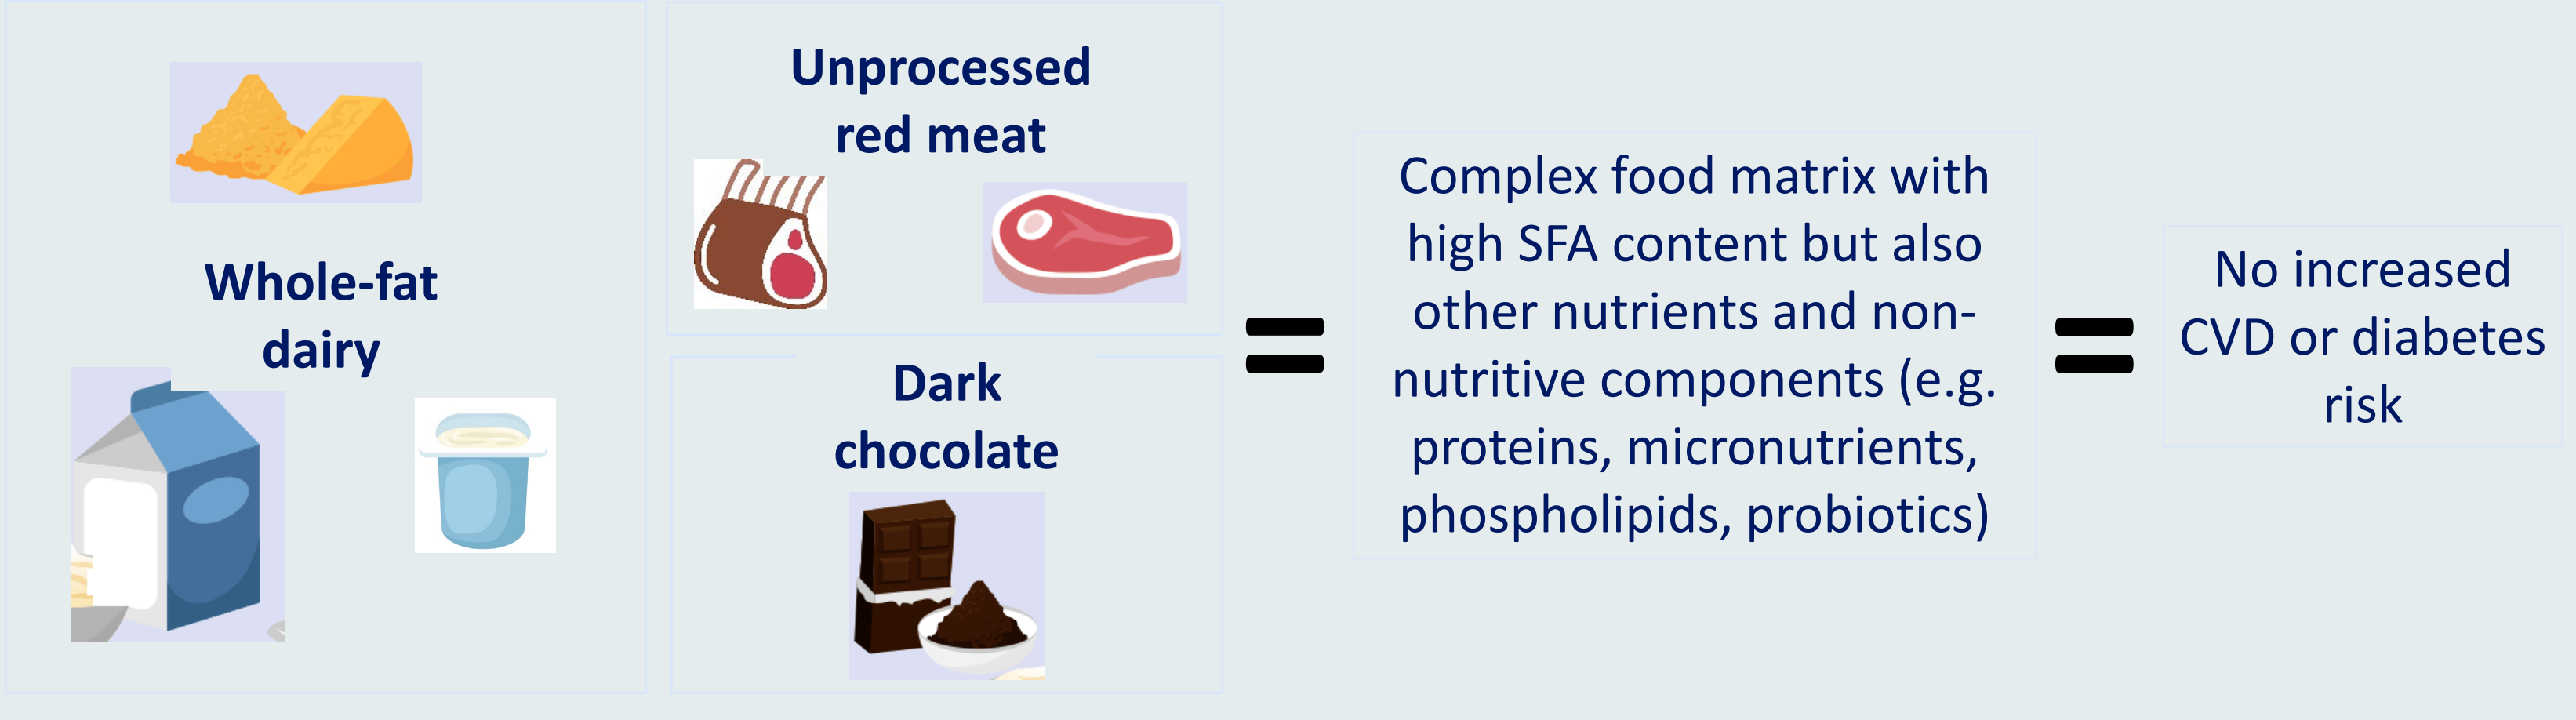 Whole-fat
dairy
Unprocessed
red meat
Dark
chocolate
=
Complex food matrix with
high SFA content but also
other nutrients and non-
nutritive components (e.g.
proteins, micronutrients,
phospholipids, probiotics)
=
No increased
CVD or diabetes
risk